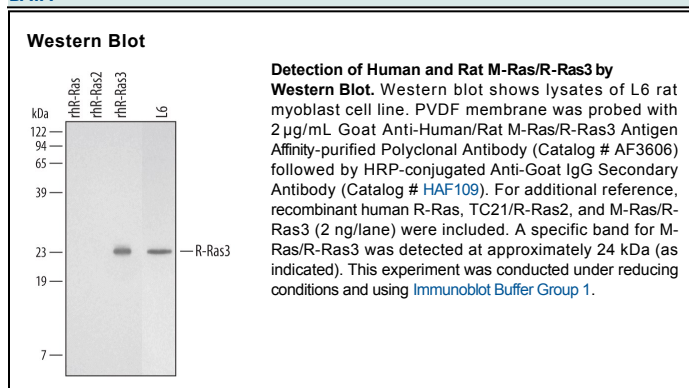 Western Blot
rhR-Ras
rhR-Ras2
rhR-Ras3
L6
kDa
122
94
65
39
23
19
7
R-Ras3
Detection of Human and Rat M-Ras/R-Ras3 by
Western Blot. Western blot shows lysates of L6 rat
myoblast cell line. PVDF membrane was probed with
2 µg/mL Goat Anti-Human/Rat M-Ras/R-Ras3 Antigen
Affinity-purified Polyclonal Antibody (Catalog # AF3606)
followed by HRP-conjugated Anti-Goat IgG Secondary
Antibody (Catalog # HAF109). For additional reference,
recombinant human R-Ras, TC21/R-Ras2, and M-Ras/R-
Ras3 (2 ng/lane) were included. A specific band for M-
Ras/R-Ras3 was detected at approximately 24 kDa (as
indicated). This experiment was conducted under reducing
conditions and using Immunoblot Buffer Group 1.